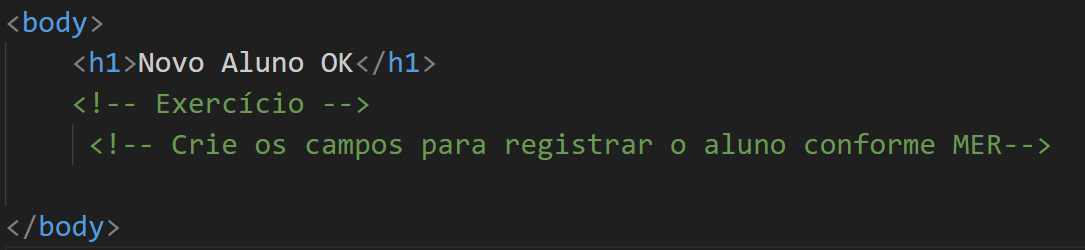 <body>
<h1>Novo Aluno OK</h1>
<!-- Exercício -->
<!-- Crie os campos para registrar o aluno conforme MER-->
</body>